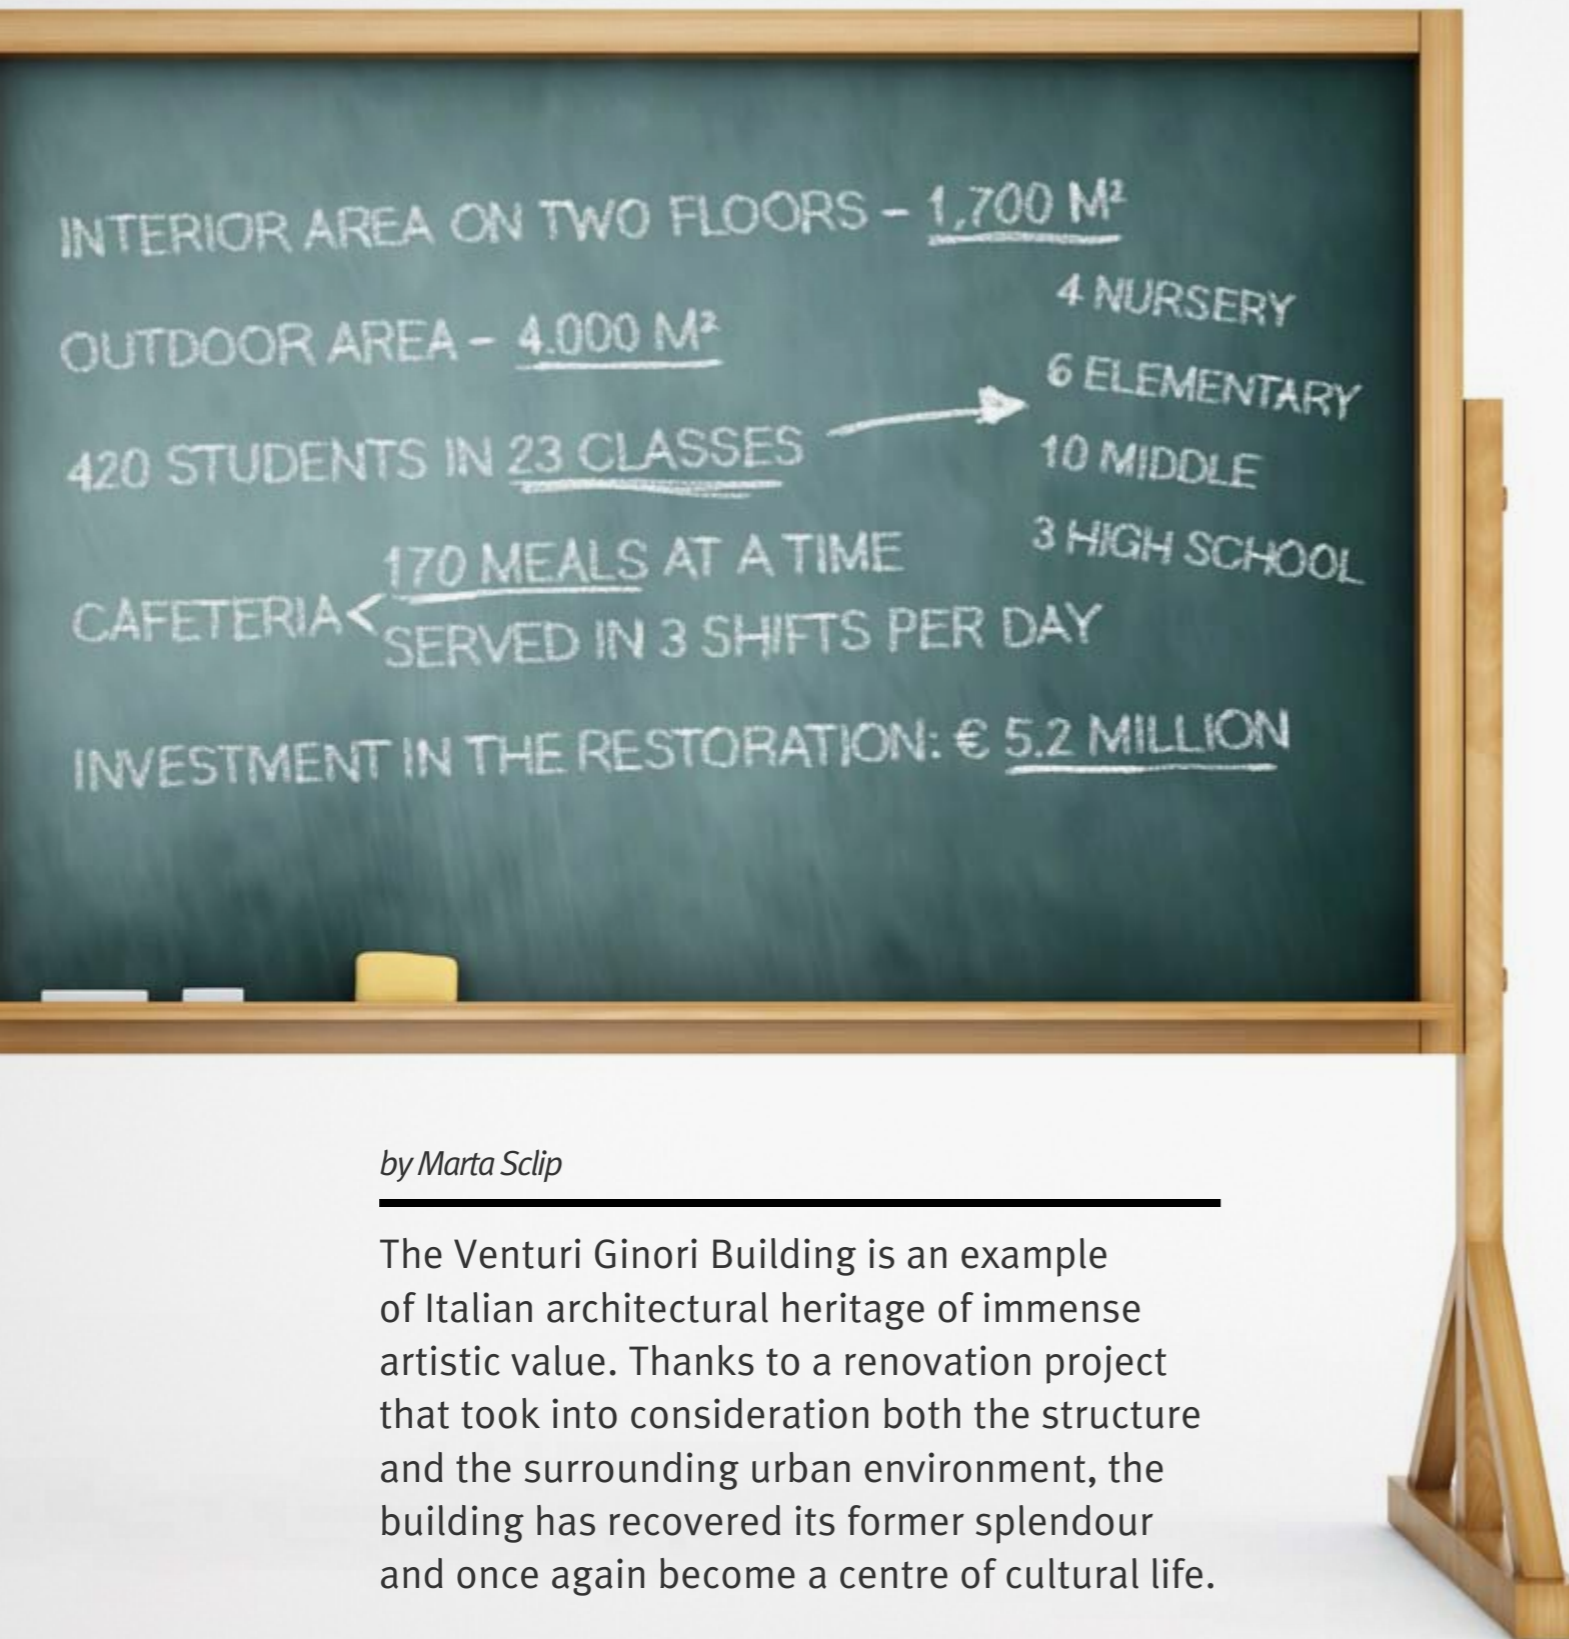 INTERIOR AREA ON TWO FLOORS – 1,700 M²
OUTDOOR AREA – 4.000 M²
420 STUDENTS IN 23 CLASSES
4 NURSERY
6 ELEMENTARY
10 MIDDLE
3 HIGH SCHOOL
CAFETERIA
170 MEALS AT A TIME
SERVED IN 3 SHIFTS PER DAY
INVESTMENT IN THE RESTORATION: € 5.2 MILLION
by Marta Sclip
The Venturi Ginori Building is an example
of Italian architectural heritage of immense
artistic value. Thanks to a renovation project
that took into consideration both the structure
and the surrounding urban environment, the
building has recovered its former splendour
and once again become a centre of cultural life.